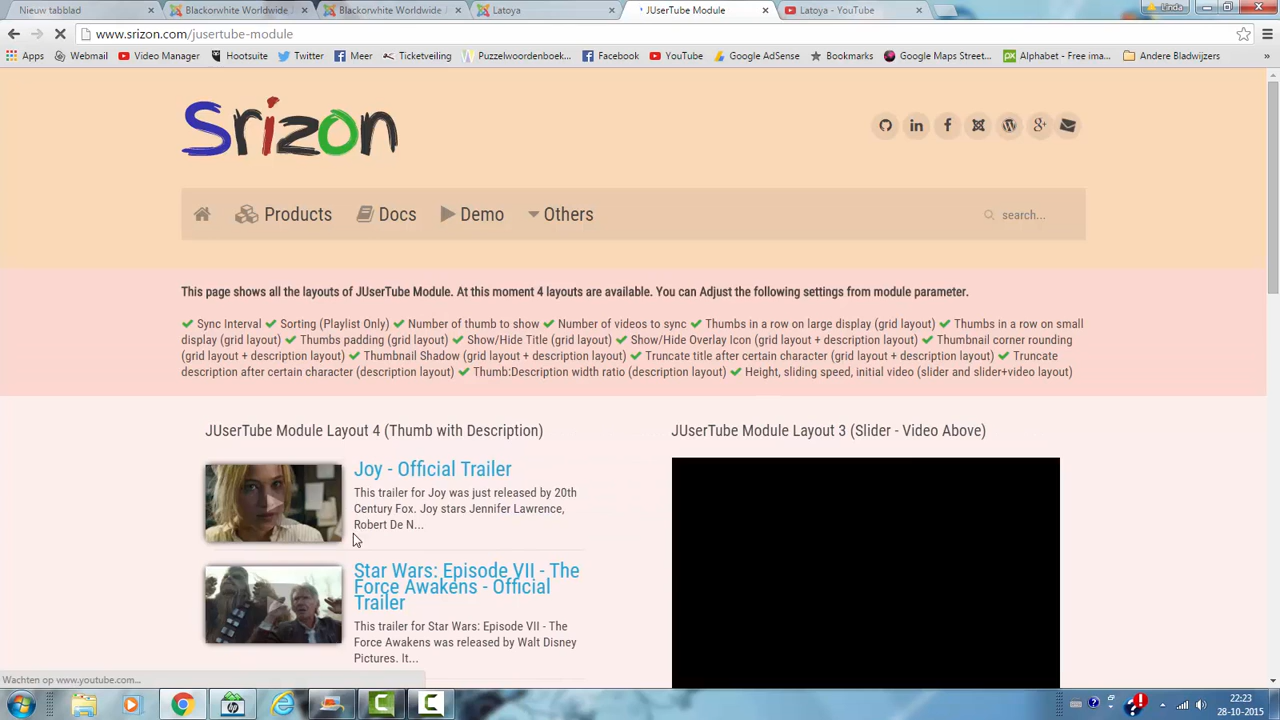 Nieuw tabblad
Blackorwhite Worldwide
Blackorwhite Worldwide
Latoya
JUserTube Module
Latoya - YouTube
Linda
www.srizon.com/jusertube-module
Apps
Webmail
Video Manager
Hootsuite
Twitter
Meer
Ticketveiling
Puzzelwoordenboek...
Facebook
YouTube
Google AdSense
Bookmarks
Google Maps Street...
Alphabet - Free ima...
Andere Bladwijzers
Srizon
Products
Docs
Demo
Others
search...
This page shows all the layouts of JUserTube Module. At this moment 4 layouts are available. You can Adjust the following settings from module parameter.
Sync Interval Sorting (Playlist Only) Number of thumb to show Number of videos to sync Thumbs in a row on large display (grid layout) Thumbs in a row on small
display (grid layout) Thumbs padding (grid layout) Show/Hide Title (grid layout) Show/Hide Overlay Icon (grid layout + description layout) Thumbnail corner rounding
(grid layout + description layout) Thumbnail Shadow (grid layout + description layout) Truncate title after certain character (grid layout + description layout) Truncate
description after certain character (description layout) Thumb:Description width ratio (description layout) Height, sliding speed, initial video (slider and slider+video layout)
JUserTube Module Layout 4 (Thumb with Description)
JUserTube Module Layout 3 (Slider - Video Above)
Joy - Official Trailer
This trailer for Joy was just released by 20th
Century Fox. Joy stars Jennifer Lawrence,
Robert De N...
Star Wars: Episode VII - The
Force Awakens - Official
Trailer
This trailer for Star Wars: Episode VII - The
Force Awakens was released by Walt Disney
Pictures. It...
Wachten op www.youtube.com...
22:23
28-10-2015